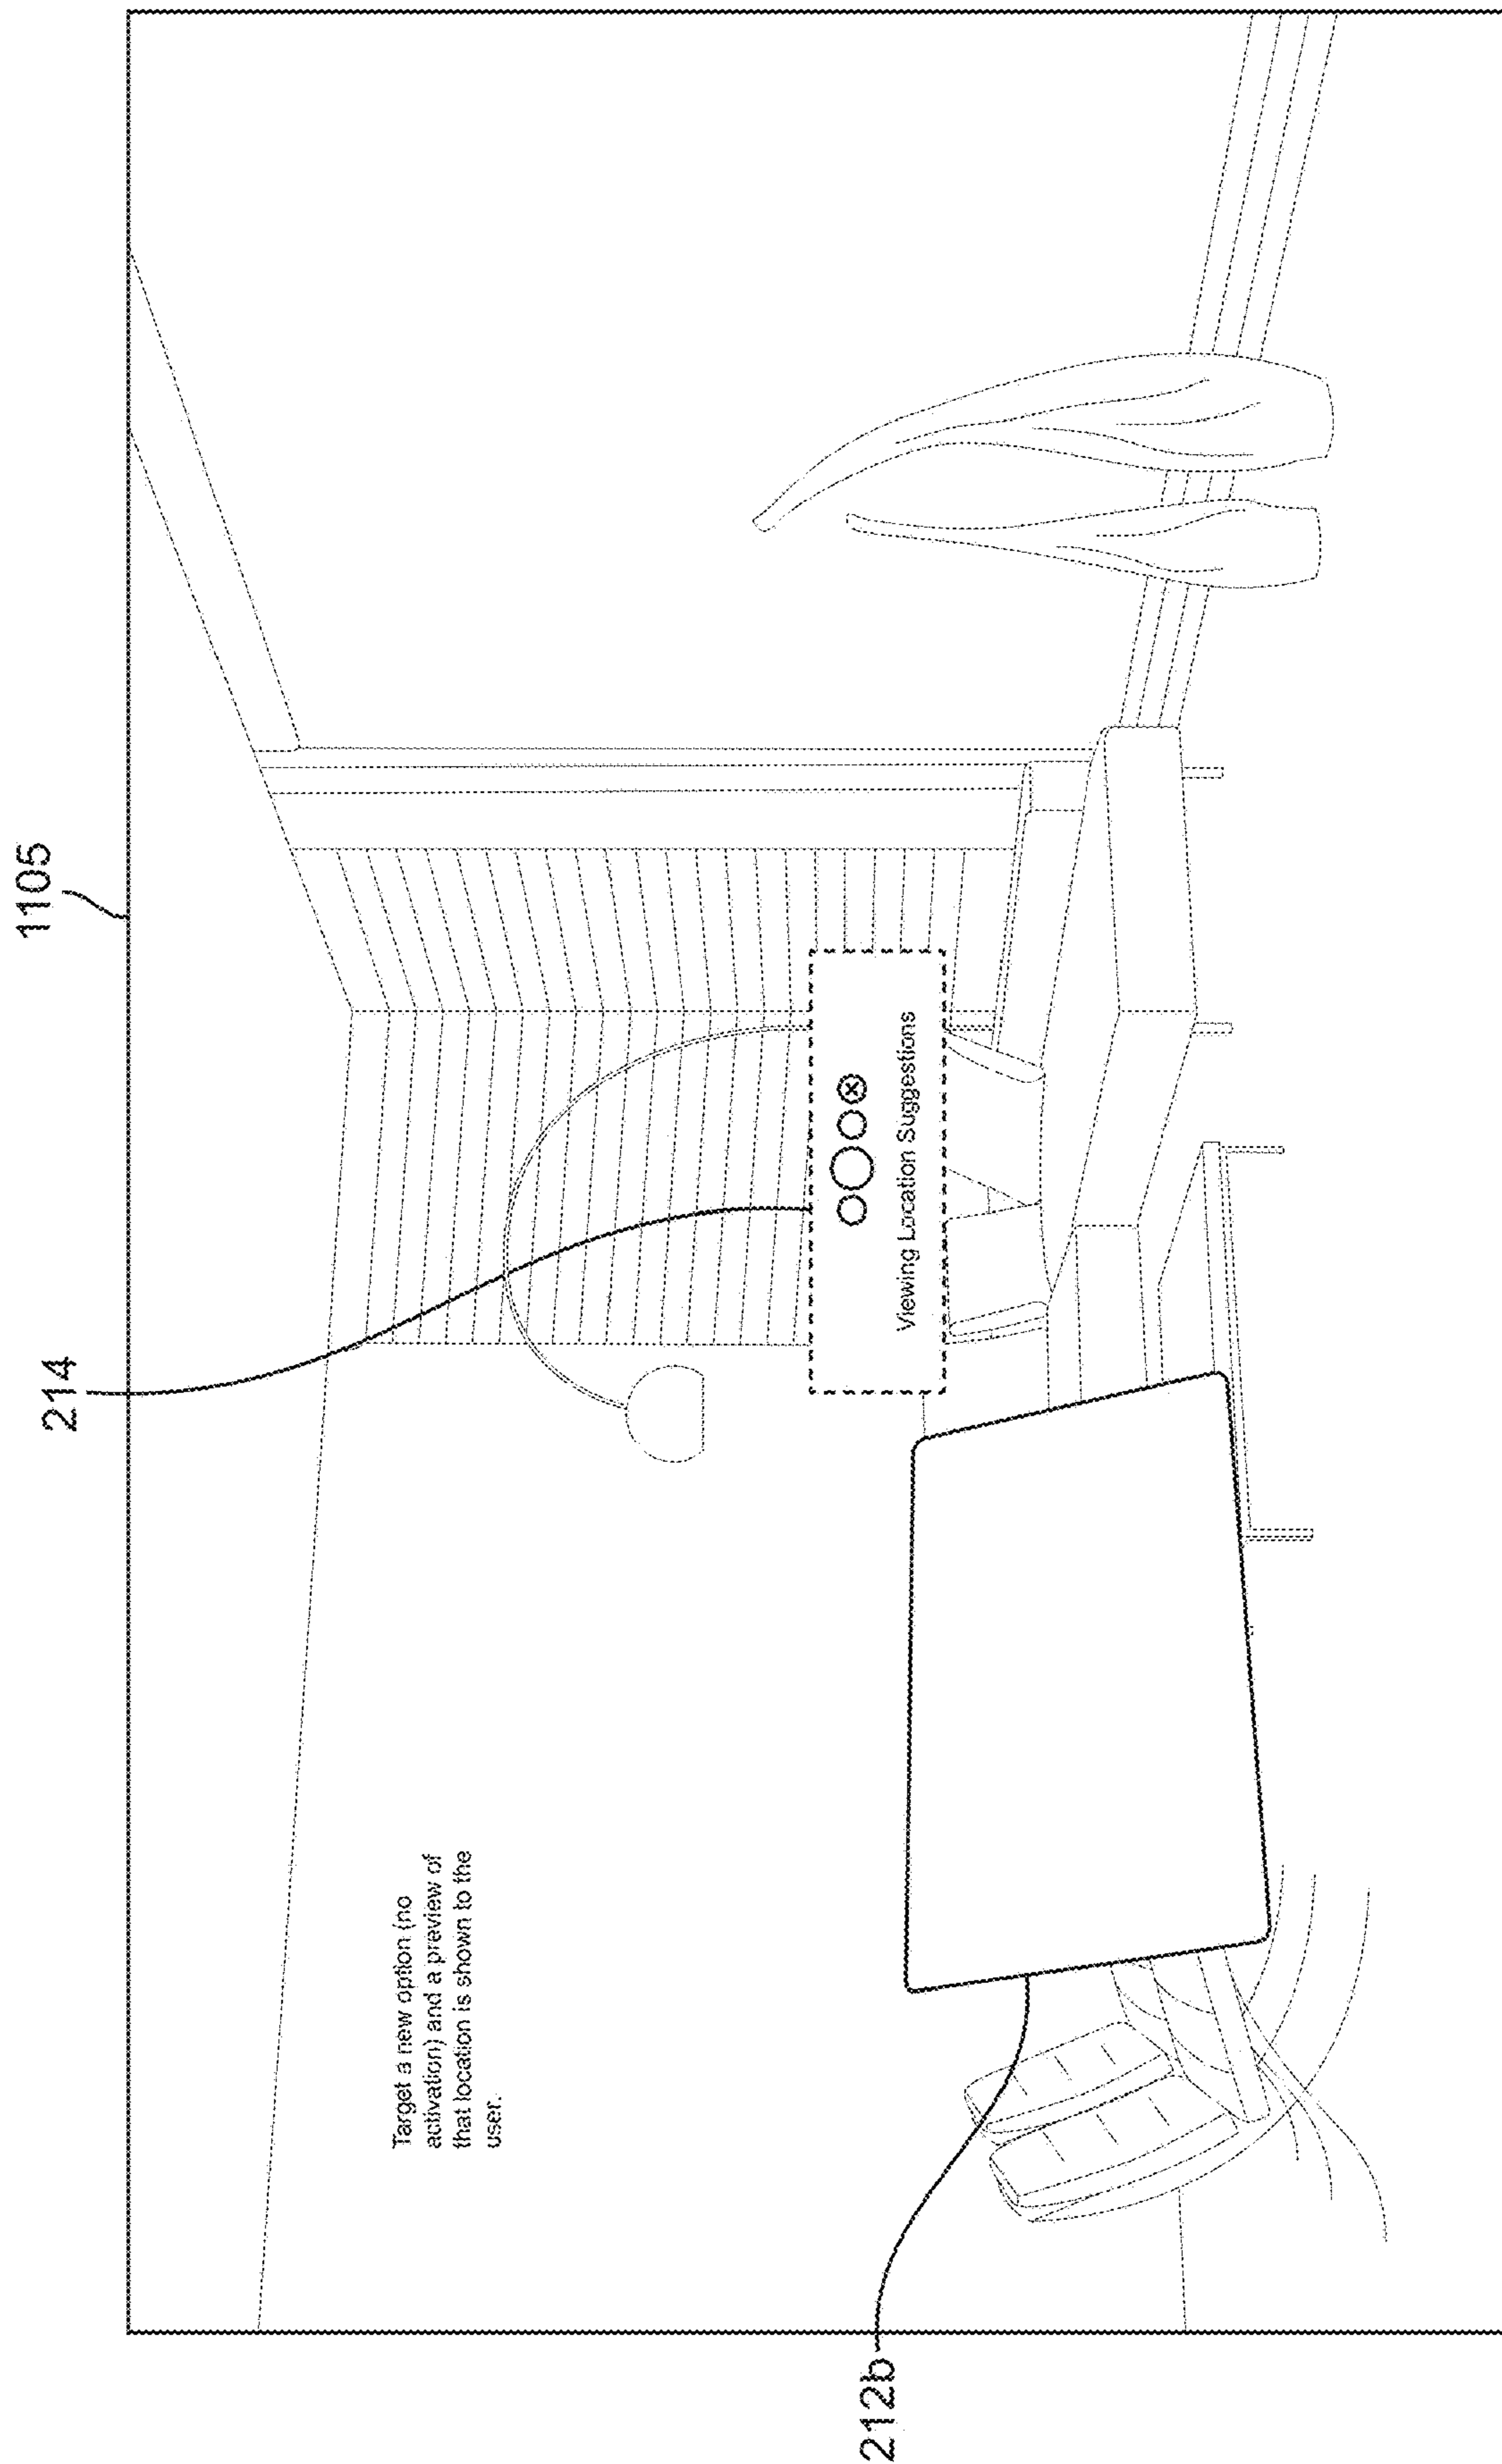 1105
214
Target a new option (no
activation) and a preview of
that location is shown to the
user.
Viewing Location Suggestions
212b